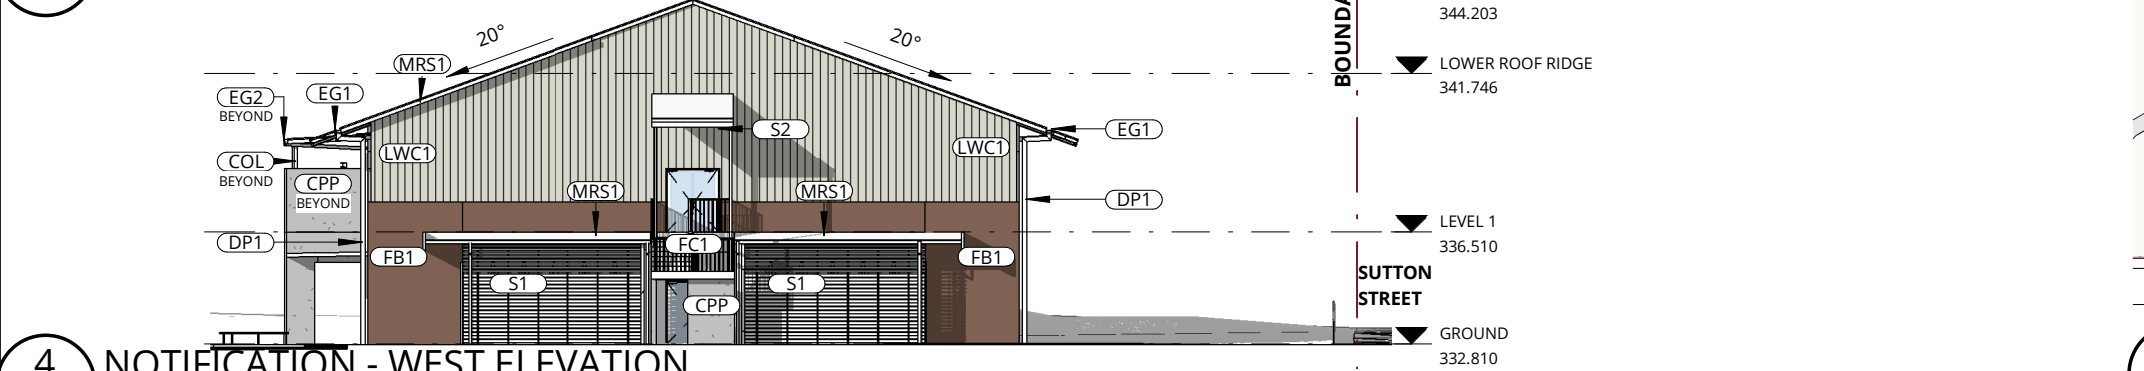 344.203
BOUNDA
20°
20°
MRS1
LOWER ROOF RIDGE
341.746
EG2
BEYOND
EG1
S2
EG1
LWC1
LWC1
COL
BEYOND
CPP
BEYOND
MRS1
MRS1
DP1
LEVEL 1
336.510
DP1
FB1
FC1
FB1
S1
S1
SUTTON
STREET
CPP
GROUND
332.810
4
NOTIFICATION - WEST ELEVATION